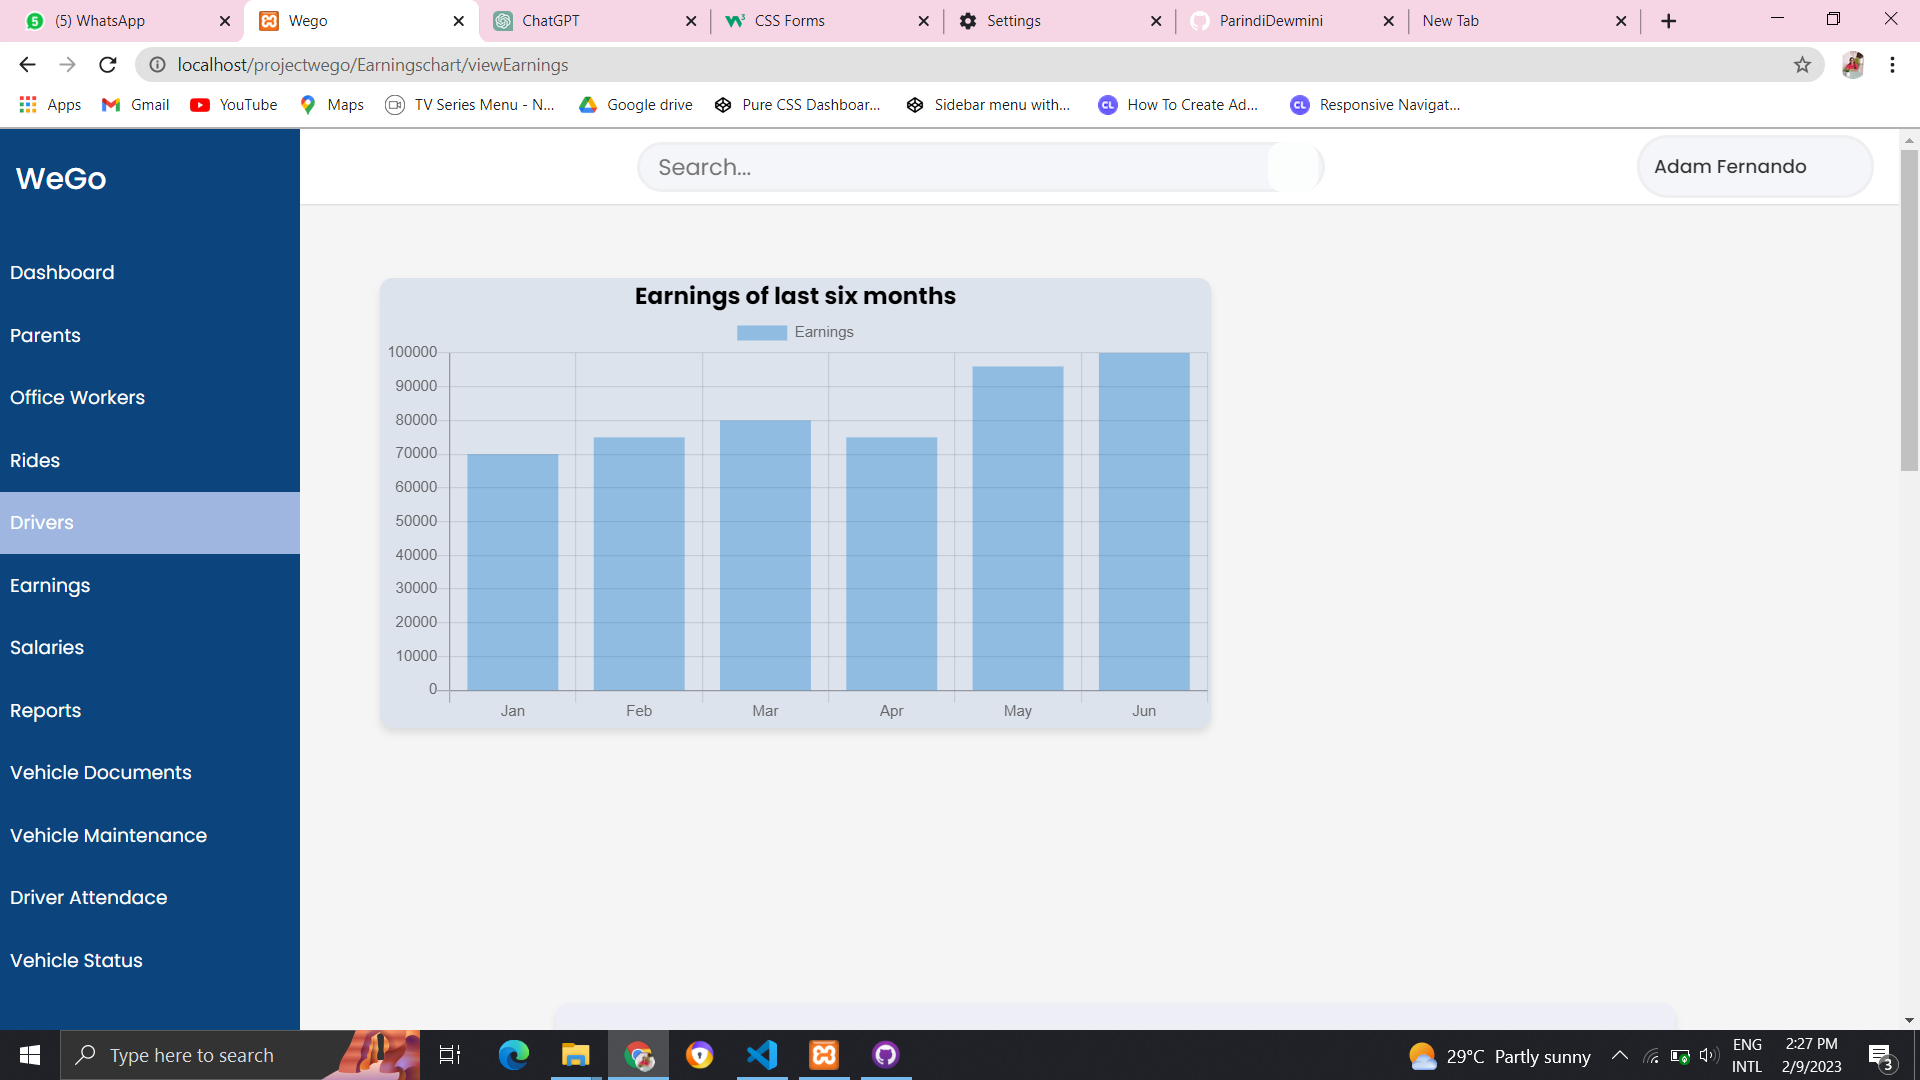 (5) WhatsApp
Wego
ChatGPT
CSS Forms
Settings
ParindiDewmini
New Tab
localhost/projectwego/Earningschart/viewEarnings
Apps
Gmail
YouTube
Maps
TV Series Menu - N...
Google drive
Pure CSS Dashboar...
Sidebar menu with...
How To Create Ad...
Responsive Navigat...
WeGo
Search...
Adam Fernando
Dashboard
Parents
Office Workers
Rides
Drivers
Earnings
Salaries
Reports
Vehicle Documents
Vehicle Maintenance
Driver Attendace
Vehicle Status
Earnings of last six months
Earnings
100000
90000
80000
70000
60000
50000
40000
30000
20000
10000
0
Jan Feb Mar Apr May Jun
Type here to search
29°C Partly sunny
ENG
INTL
2:27 PM
2/9/2023
3